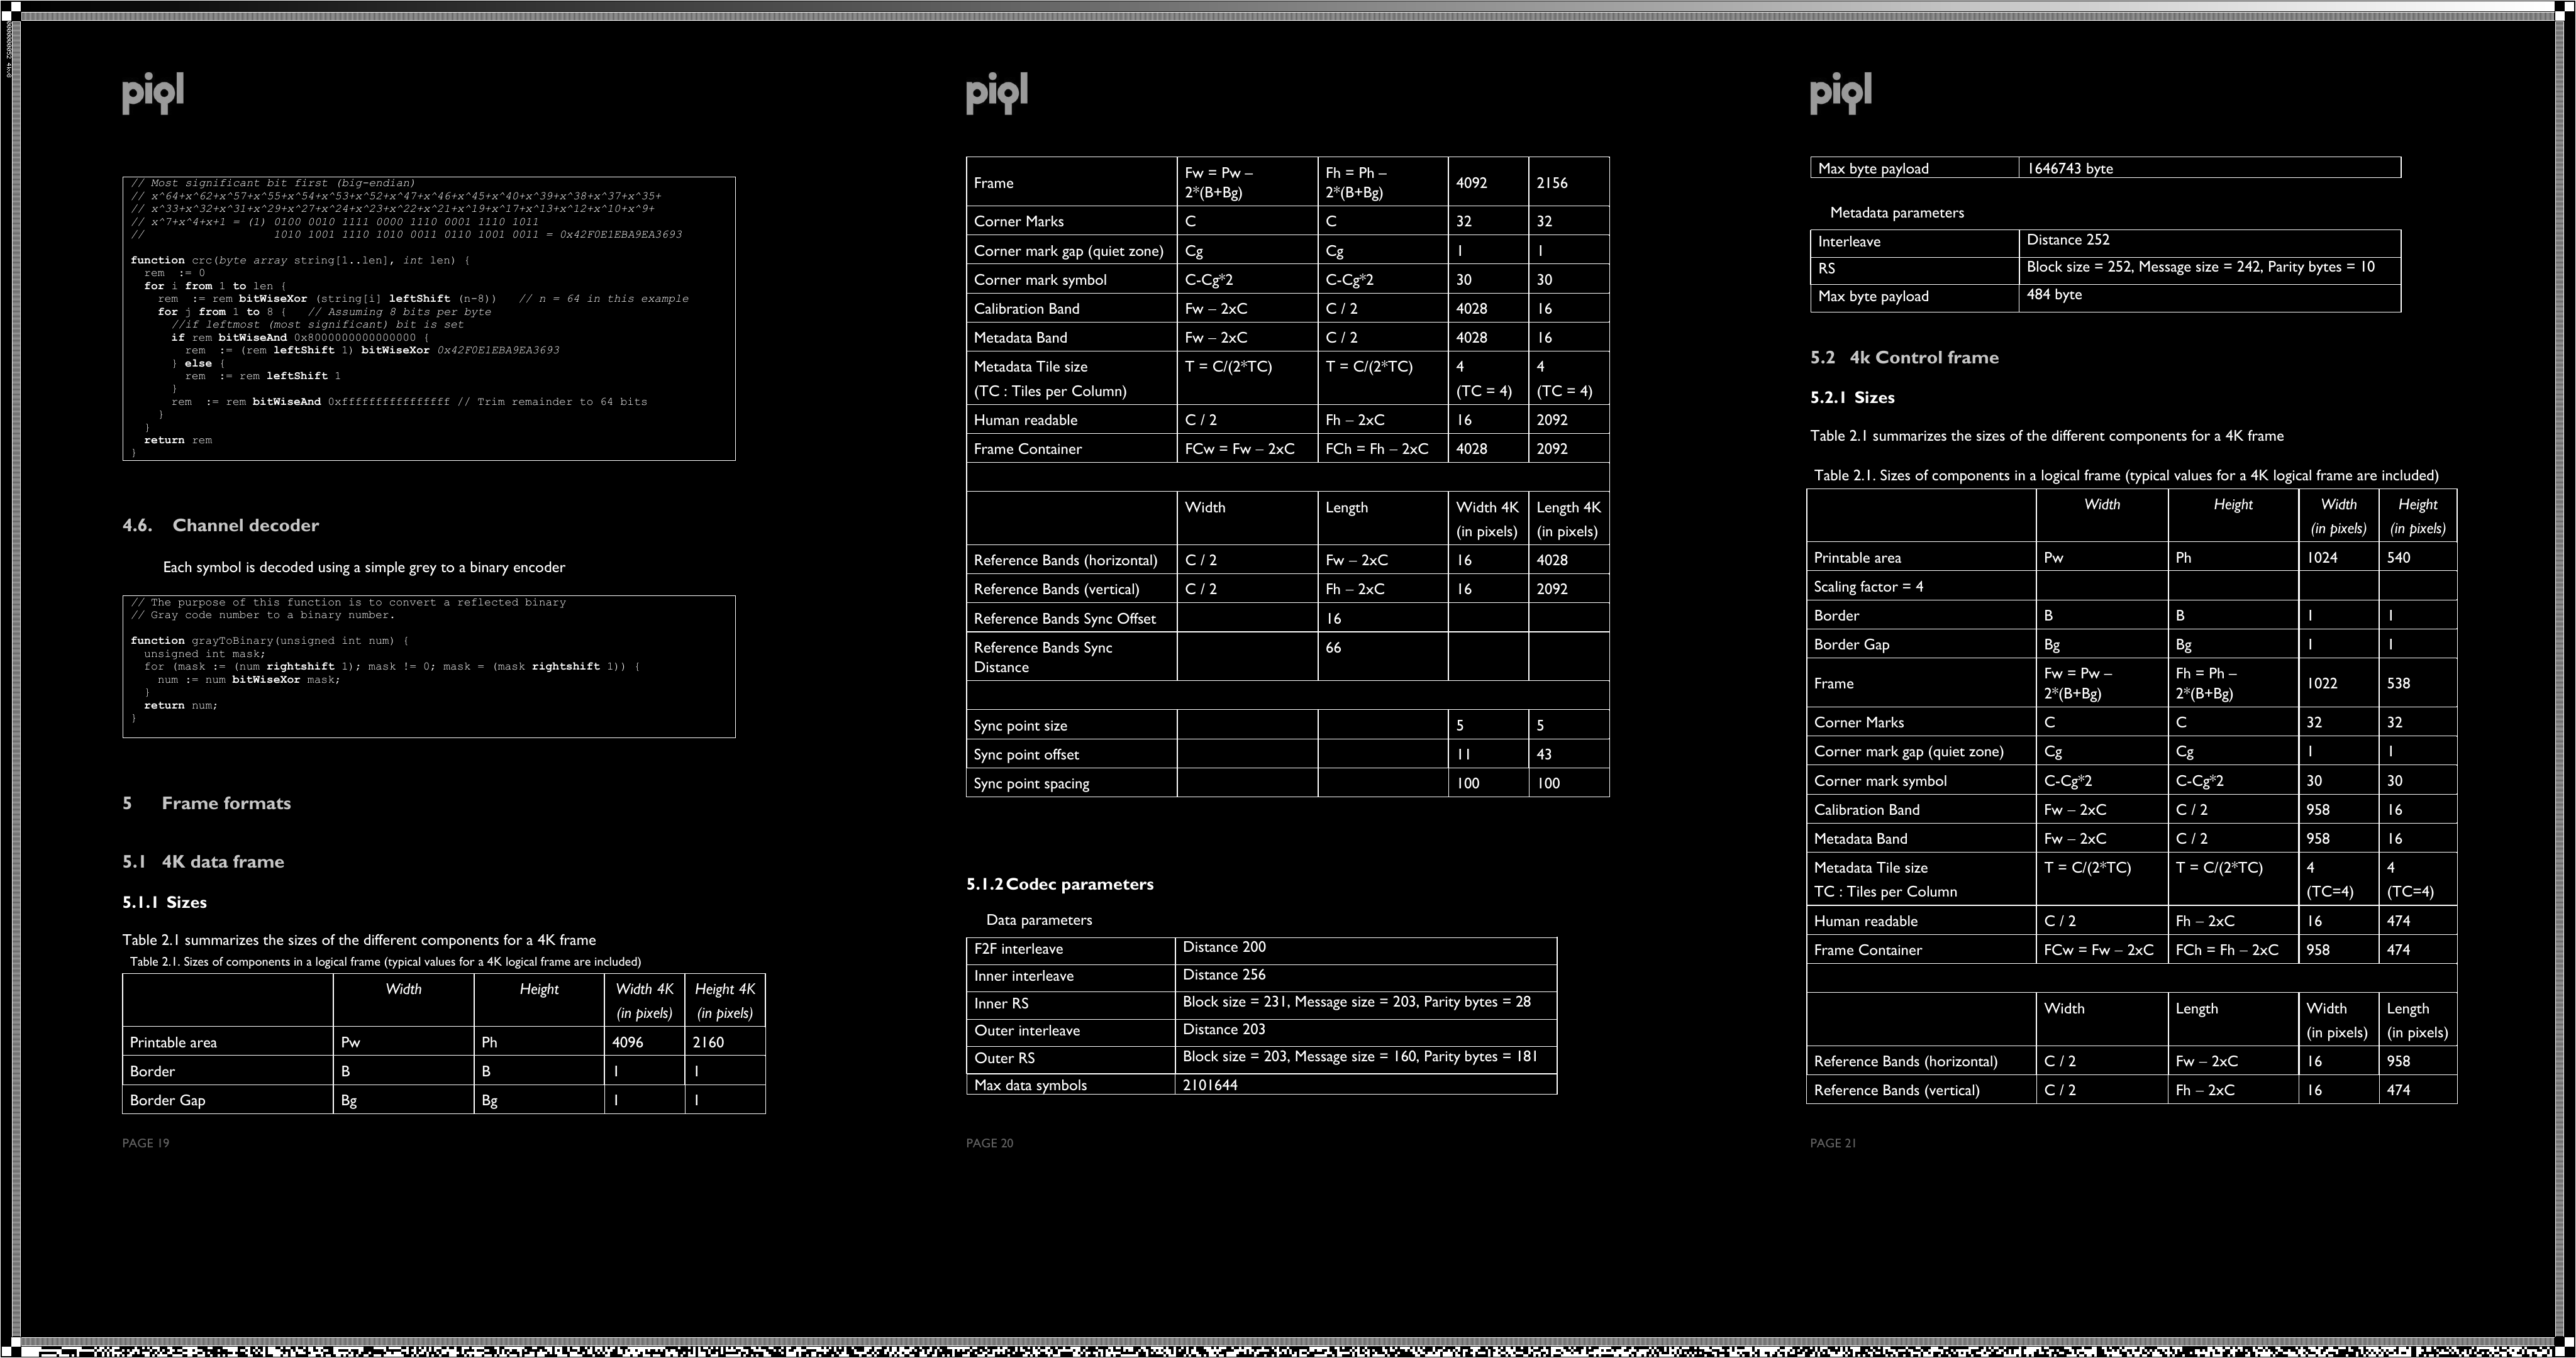 piql
// Most significant bit first (big-endian)
// x^64+x^62+x^57+x^55+x^54+x^53+x^52+x^47+x^46+x^45+x^40+x^39+x^38+x^37+x^35+
// x^33+x^32+x^31+x^29+x^27+x^24+x^23+x^22+x^21+x^19+x^17+x^13+x^12+x^10+x^9+
// x^7+x^4+x+1 = (1) 0100 0010 1111 0000 1110 0001 1110 1011
// 1010 1001 1110 1010 0011 0110 1001 0011 = 0x42F0E1EBA9EA3693
function crc(byte array string[1..len], int len) {
rem := 0
for i from 1 to len {
rem := rem bitWiseXor (string[i] leftShift (n-8)) // n = 64 in this example
for j from 1 to 8 { // Assuming 8 bits per byte
//if leftmost (most significant) bit is set
if rem bitWiseAnd 0x8000000000000000 {
rem := (rem leftShift 1) bitWiseXor 0x42F0E1EBA9EA3693
} else {
rem := rem leftShift 1
}
rem := rem bitWiseAnd 0xffffffffffffffff // Trim remainder to 64 bits
}
}
return rem
}
4.6. Channel decoder
Each symbol is decoded using a simple grey to a binary encoder
// The purpose of this function is to convert a reflected binary
// Gray code number to a binary number.
function grayToBinary(unsigned int num) {
unsigned int mask;
for (mask := (num rightshift 1); mask != 0; mask = (mask rightshift 1)) {
num := num bitWiseXor mask;
}
return num;
}
5 Frame formats
5.1 4K data frame
5.1.1 Sizes
Table 2.1 summarizes the sizes of the different components for a 4K frame
Table 2.1. Sizes of components in a logical frame (typical values for a 4K logical frame are included)
Width Height Width 4K Height 4K
(in pixels) (in pixels)
Printable area Pw Ph 4096 2160
Border B B 1 1
Border Gap Bg Bg 1 1
PAGE 19
piql
Frame Fw = Pw – 2*(B+Bg) Fh = Ph – 2*(B+Bg) 4092 2156
Corner Marks C C 32 32
Corner mark gap (quiet zone) Cg Cg 1 1
Corner mark symbol C-Cg*2 C-Cg*2 30 30
Calibration Band Fw – 2xC C / 2 4028 16
Metadata Band Fw – 2xC C / 2 4028 16
Metadata Tile size T = C/(2*TC) T = C/(2*TC) 4 4
(TC : Tiles per Column) (TC = 4) (TC = 4)
Human readable C / 2 Fh – 2xC 16 2092
Frame Container FCw = Fw – 2xC FCh = Fh – 2xC 4028 2092
Width Length Width 4K Length 4K
(in pixels) (in pixels)
Reference Bands (horizontal) C / 2 Fw – 2xC 16 4028
Reference Bands (vertical) C / 2 Fh – 2xC 16 2092
Reference Bands Sync Offset 16
Reference Bands Sync 66
Distance
Sync point size 5 5
Sync point offset 11 43
Sync point spacing 100 100
5.1.2 Codec parameters
Data parameters
F2F interleave Distance 200
Inner interleave Distance 256
Inner RS Block size = 231, Message size = 203, Parity bytes = 28
Outer interleave Distance 203
Outer RS Block size = 203, Message size = 160, Parity bytes = 181
Max data symbols 2101644
PAGE 20
piql
Max byte payload 1646743 byte
Metadata parameters
Interleave Distance 252
RS Block size = 252, Message size = 242, Parity bytes = 10
Max byte payload 484 byte
5.2 4k Control frame
5.2.1 Sizes
Table 2.1 summarizes the sizes of the different components for a 4K frame
Table 2.1. Sizes of components in a logical frame (typical values for a 4K logical frame are included)
Width Height Width Height
(in pixels) (in pixels)
Printable area Pw Ph 1024 540
Scaling factor = 4
Border B B 1 1
Border Gap Bg Bg 1 1
Frame Fw = Pw – 2*(B+Bg) Fh = Ph – 2*(B+Bg) 1022 538
Corner Marks C C 32 32
Corner mark gap (quiet zone) Cg Cg 1 1
Corner mark symbol C-Cg*2 C-Cg*2 30 30
Calibration Band Fw – 2xC C / 2 958 16
Metadata Band Fw – 2xC C / 2 958 16
Metadata Tile size T = C/(2*TC) T = C/(2*TC) 4 4
TC : Tiles per Column (TC=4) (TC=4)
Human readable C / 2 Fh – 2xC 16 474
Frame Container FCw = Fw – 2xC FCh = Fh – 2xC 958 474
Width Length Width Length
(in pixels) (in pixels)
Reference Bands (horizontal) C / 2 Fw – 2xC 16 958
Reference Bands (vertical) C / 2 Fh – 2xC 16 474
PAGE 21